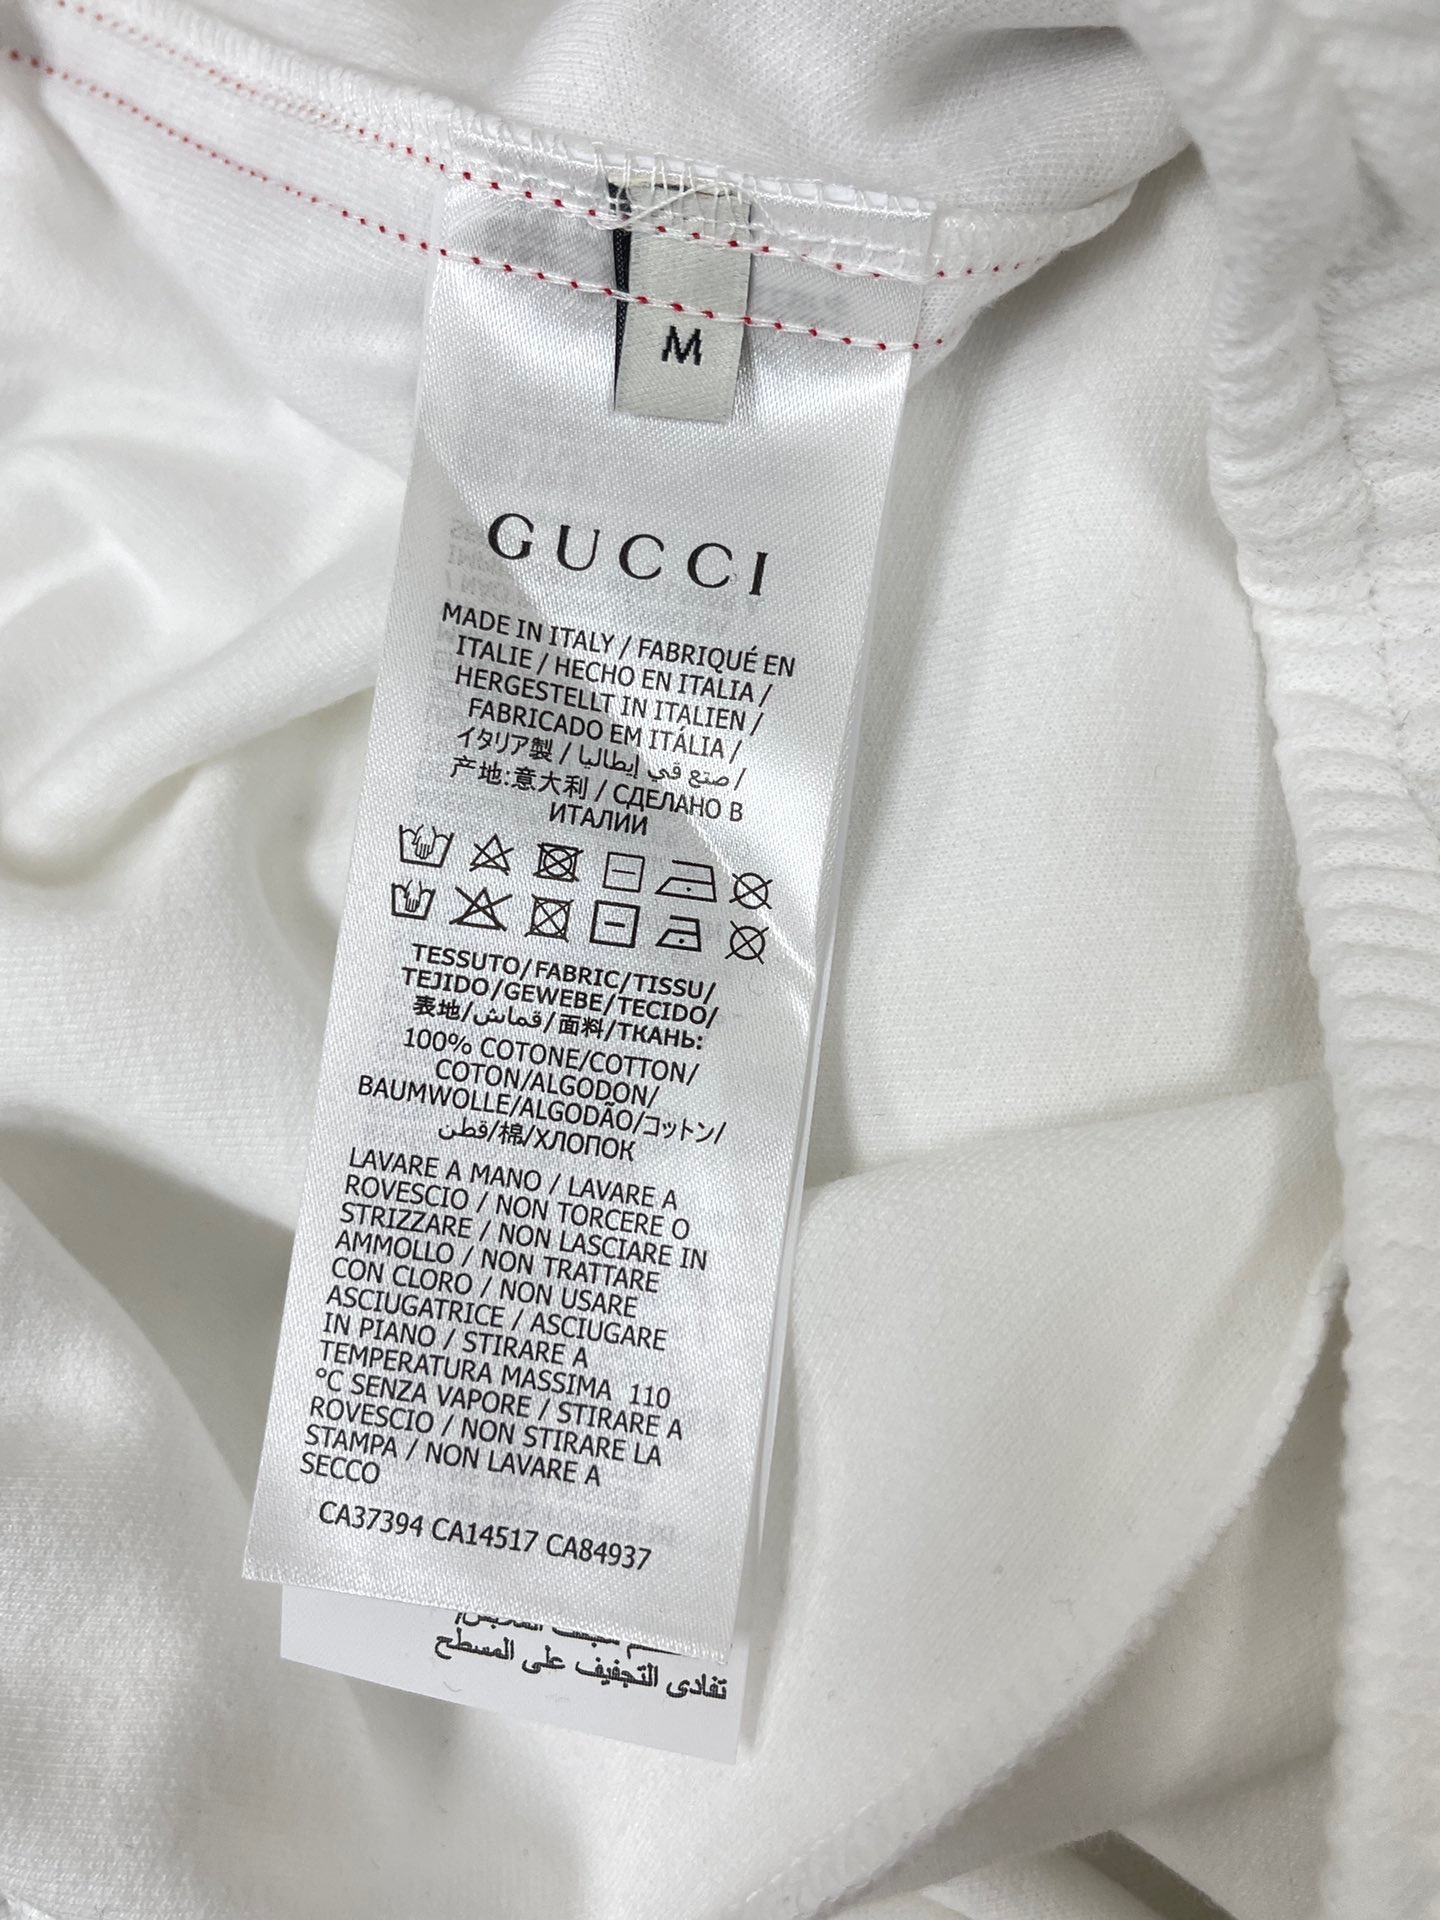 M
GUCCI
MADE IN ITALY / FABRIQUÉ EN
ITALIE / HECHO EN ITALIA /
HERGESTELLT IN ITALIEN /
FABRICADO EM ITÁLIA /
イタリア製 / صنع في إيطاليا /
产地:意大利 / СДЕЛАНО В
ИТАЛИИ
TESSUTO/FABRIC/TISSU/
TEJIDO/GEWEBE/TECIDO/
表地/قماش/面料/ТКАНЬ:
100% COTONE/COTTON/
COTON/ALGODON/
BAUMWOLLE/ALGODÃO/コットン/
قطن/棉/ХЛОПОК
LAVARE A MANO / LAVARE A
ROVESCIO / NON TORCERE O
STRIZZARE / NON LASCIARE IN
AMMOLLO / NON TRATTARE
CON CLORO / NON USARE
ASCIUGATRICE / ASCIUGARE
IN PIANO / STIRARE A
TEMPERATURA MASSIMA 110
°C SENZA VAPORE / STIRARE A
ROVESCIO / NON STIRARE LA
STAMPA / NON LAVARE A
SECCO
CA37394 CA14517 CA84937
تفادى التجفيف على المسطح